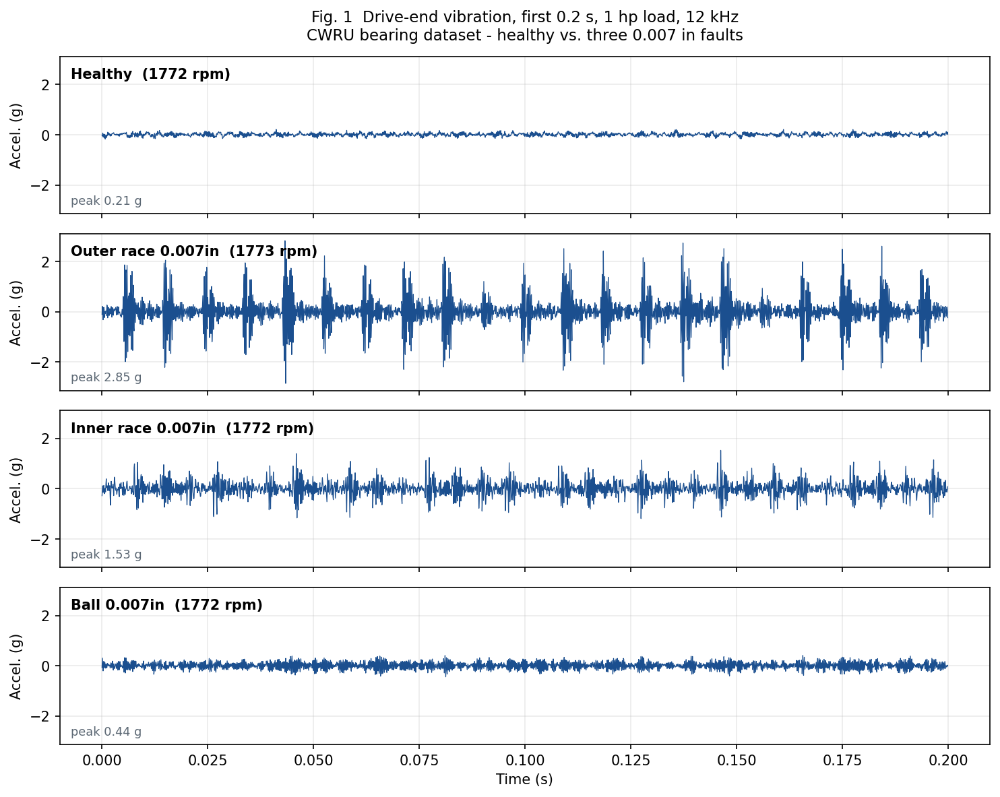 Fig. 1  Drive-end vibration, first 0.2 s, 1 hp load, 12 kHz
CWRU bearing dataset - healthy vs. three 0.007 in faults
Healthy  (1772 rpm)
2
0
−2
Accel. (g)
peak 0.21 g
Outer race 0.007in  (1773 rpm)
2
0
−2
Accel. (g)
peak 2.85 g
Inner race 0.007in  (1772 rpm)
2
0
−2
Accel. (g)
peak 1.53 g
Ball 0.007in  (1772 rpm)
2
0
−2
Accel. (g)
peak 0.44 g
0.000 0.025 0.050 0.075 0.100 0.125 0.150 0.175 0.200
Time (s)